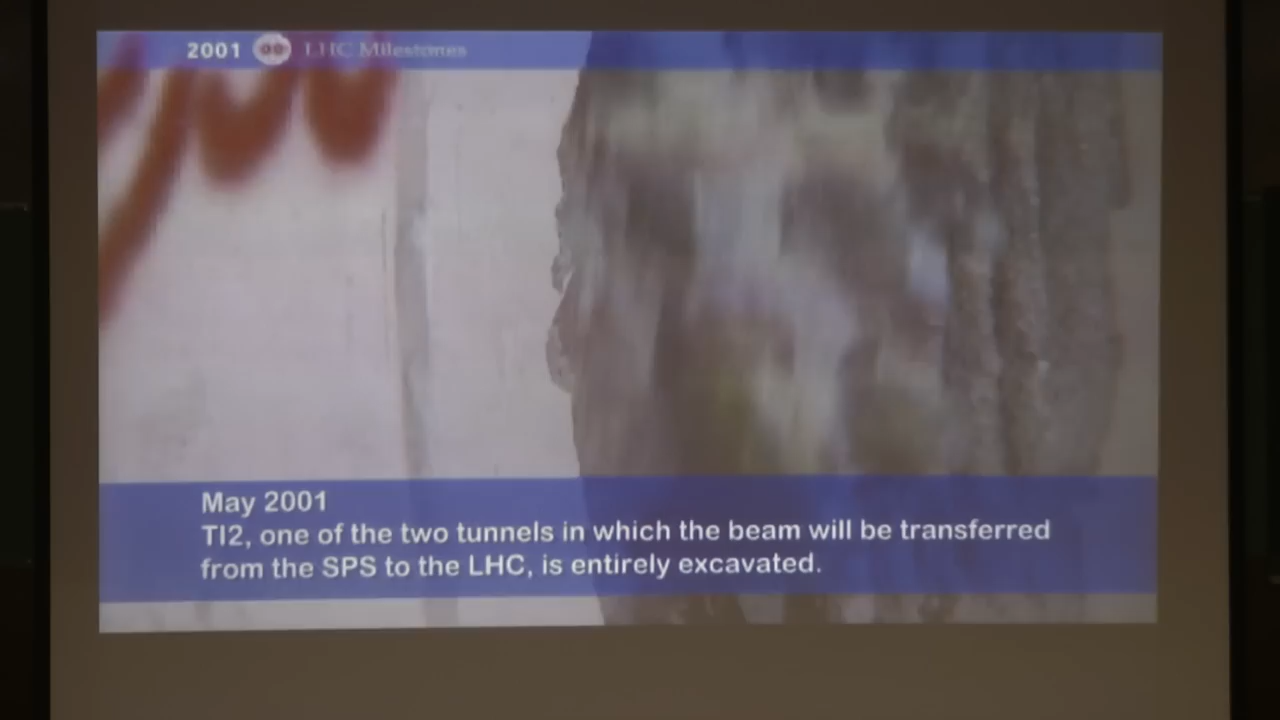 2001 LHC Milestones
May 2001
TI2, one of the two tunnels in which the beam will be transferred
from the SPS to the LHC, is entirely excavated.